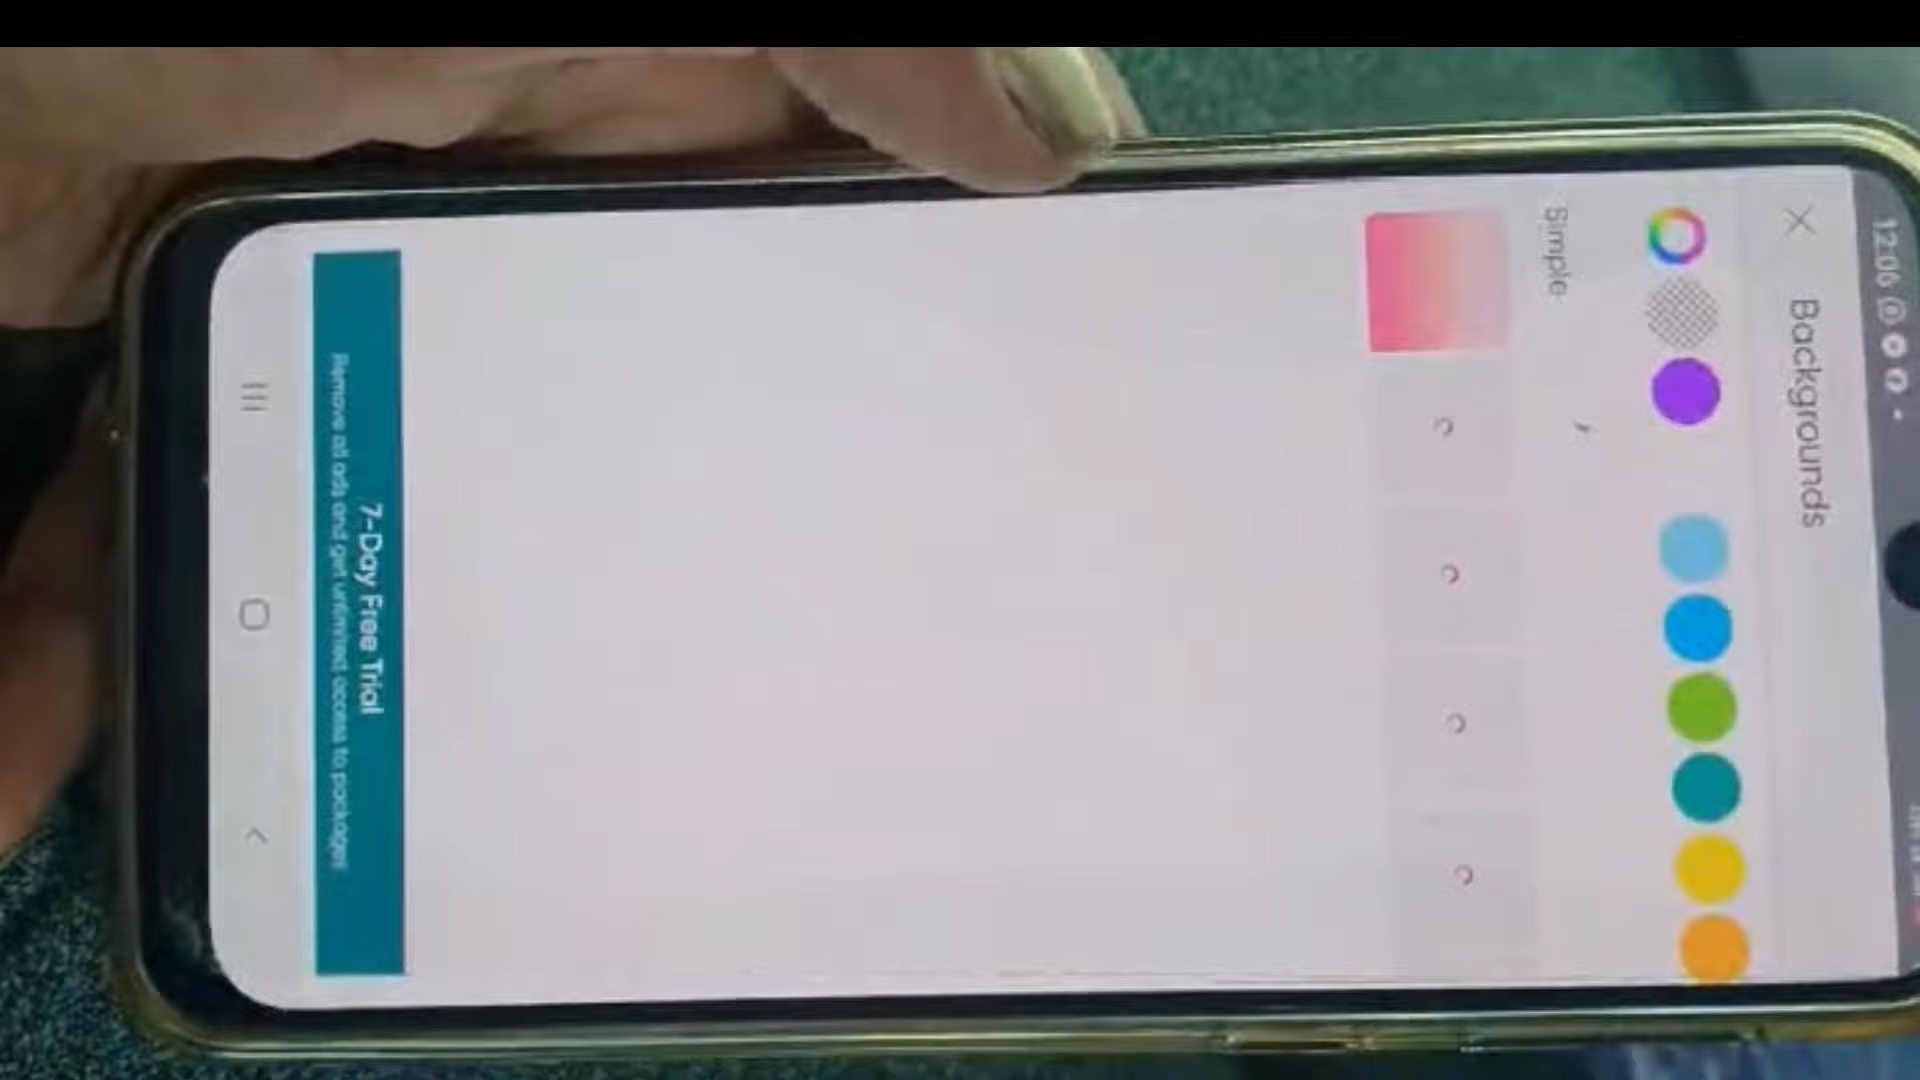 12:06
Backgrounds
Simple
7-Day Free Trial
Remove all ads and get unlimited access to packages